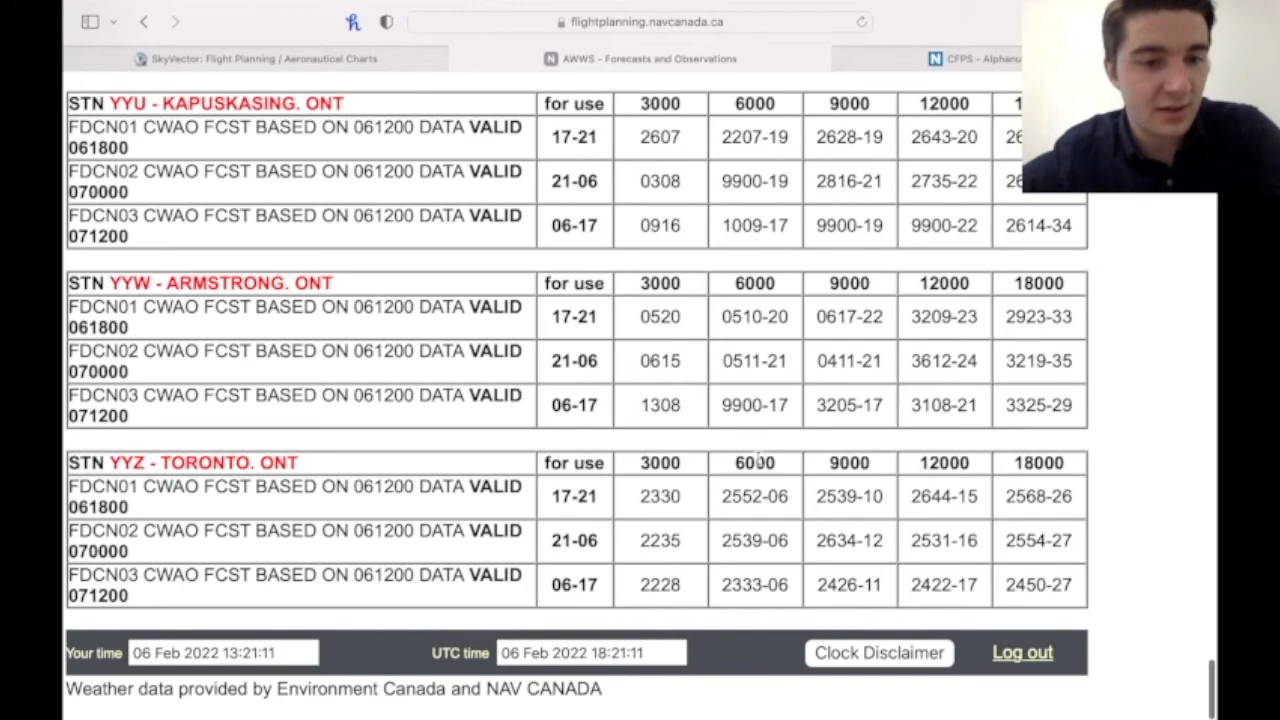 flightplanning.navcanada.ca
SkyVector: Flight Planning / Aeronautical Charts
AWWS - Forecasts and Observations
CFPS - Alphanu
STN YYU - KAPUSKASING. ONT for use 3000 6000 9000 12000 1
FDCN01 CWAO FCST BASED ON 061200 DATA VALID 061800 17-21 2607 2207-19 2628-19 2643-20 26
FDCN02 CWAO FCST BASED ON 061200 DATA VALID 070000 21-06 0308 9900-19 2816-21 2735-22 26
FDCN03 CWAO FCST BASED ON 061200 DATA VALID 071200 06-17 0916 1009-17 9900-19 9900-22 2614-34
STN YYW - ARMSTRONG. ONT for use 3000 6000 9000 12000 18000
FDCN01 CWAO FCST BASED ON 061200 DATA VALID 061800 17-21 0520 0510-20 0617-22 3209-23 2923-33
FDCN02 CWAO FCST BASED ON 061200 DATA VALID 070000 21-06 0615 0511-21 0411-21 3612-24 3219-35
FDCN03 CWAO FCST BASED ON 061200 DATA VALID 071200 06-17 1308 9900-17 3205-17 3108-21 3325-29
STN YYZ - TORONTO. ONT for use 3000 6000 9000 12000 18000
FDCN01 CWAO FCST BASED ON 061200 DATA VALID 061800 17-21 2330 2552-06 2539-10 2644-15 2568-26
FDCN02 CWAO FCST BASED ON 061200 DATA VALID 070000 21-06 2235 2539-06 2634-12 2531-16 2554-27
FDCN03 CWAO FCST BASED ON 061200 DATA VALID 071200 06-17 2228 2333-06 2426-11 2422-17 2450-27
Your time 06 Feb 2022 13:21:11 UTC time 06 Feb 2022 18:21:11 Clock Disclaimer Log out
Weather data provided by Environment Canada and NAV CANADA